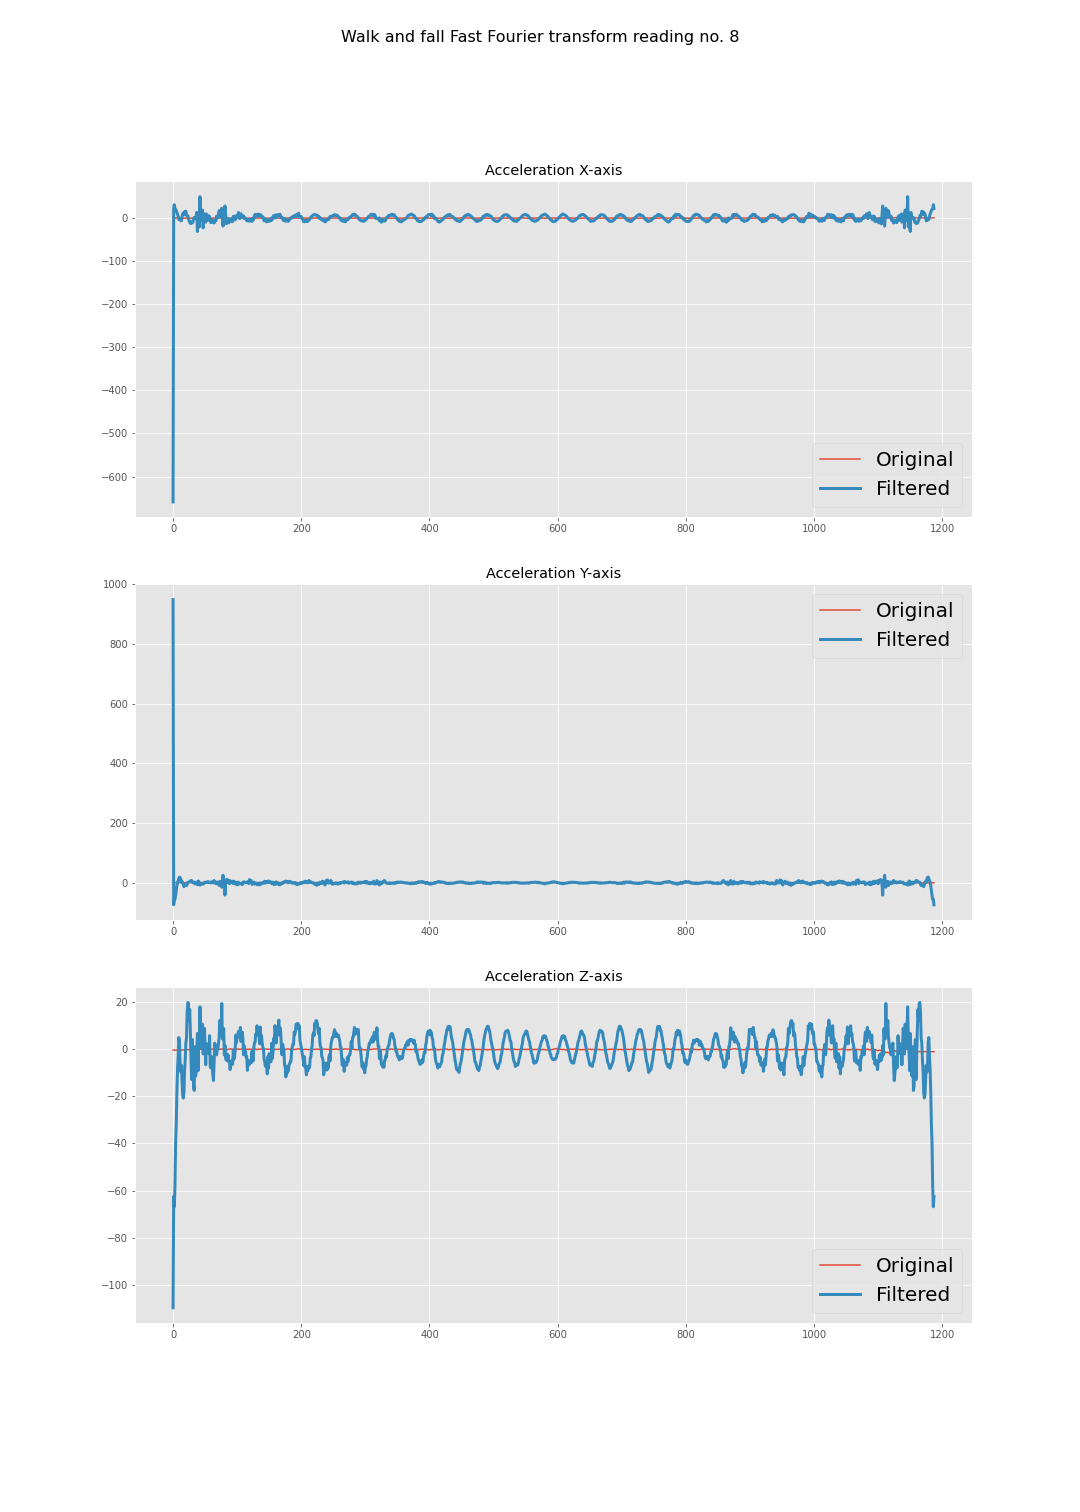 Walk and fall Fast Fourier transform reading no. 8
Acceleration X-axis
0
−100
−200
−300
−400
−500
−600
Original
Filtered
0 200 400 600 800 1000 1200
Acceleration Y-axis
1000
800
600
400
200
0
Original
Filtered
0 200 400 600 800 1000 1200
Acceleration Z-axis
20
0
−20
−40
−60
−80
−100
Original
Filtered
0 200 400 600 800 1000 1200